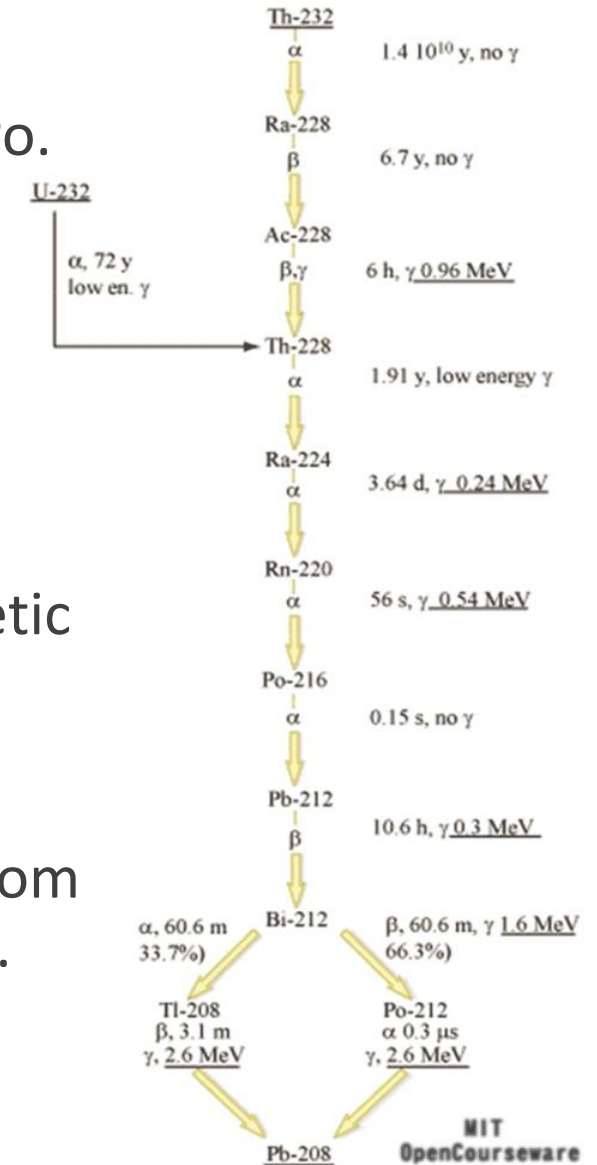 Th-232
α
1.4 10¹⁰ y, no γ
o.
Ra-228
β
6.7 y, no γ
U-232
α, 72 y
low en. γ
Ac-228
β,γ
6 h, γ 0.96 MeV
Th-228
α
1.91 y, low energy γ
Ra-224
α
3.64 d, γ 0.24 MeV
Rn-220
α
56 s, γ 0.54 MeV
etic
Po-216
α
0.15 s, no γ
Pb-212
β
10.6 h, γ 0.3 MeV
om
.
Bi-212
α, 60.6 m
33.7%)
β, 60.6 m, γ 1.6 MeV
66.3%)
Tl-208
β, 3.1 m
γ, 2.6 MeV
Po-212
α 0.3 μs
γ, 2.6 MeV
Pb-208
MIT
OpenCourseware